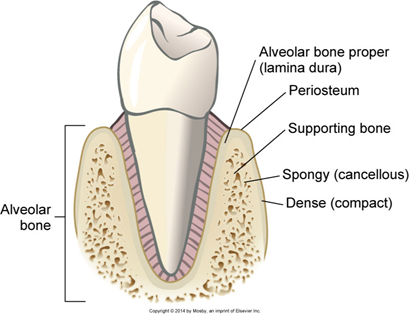 Alveolar bone proper
(lamina dura)
Periosteum
Supporting bone
Spongy (cancellous)
Dense (compact)
Alveolar
bone
Copyright © 2014 by Mosby, an imprint of Elsevier Inc.